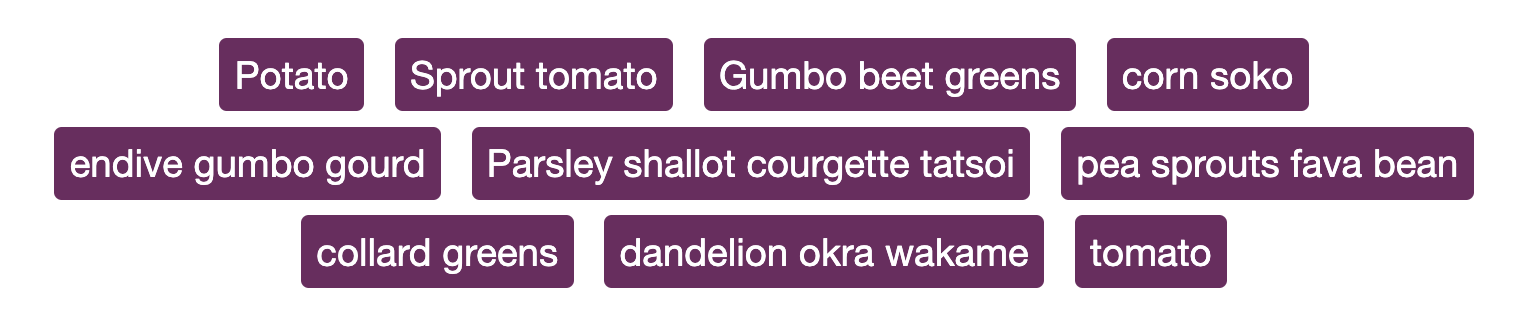 Potato Sprout tomato Gumbo beet greens corn soko
endive gumbo gourd Parsley shallot courgette tatsoi pea sprouts fava bean
collard greens dandelion okra wakame tomato